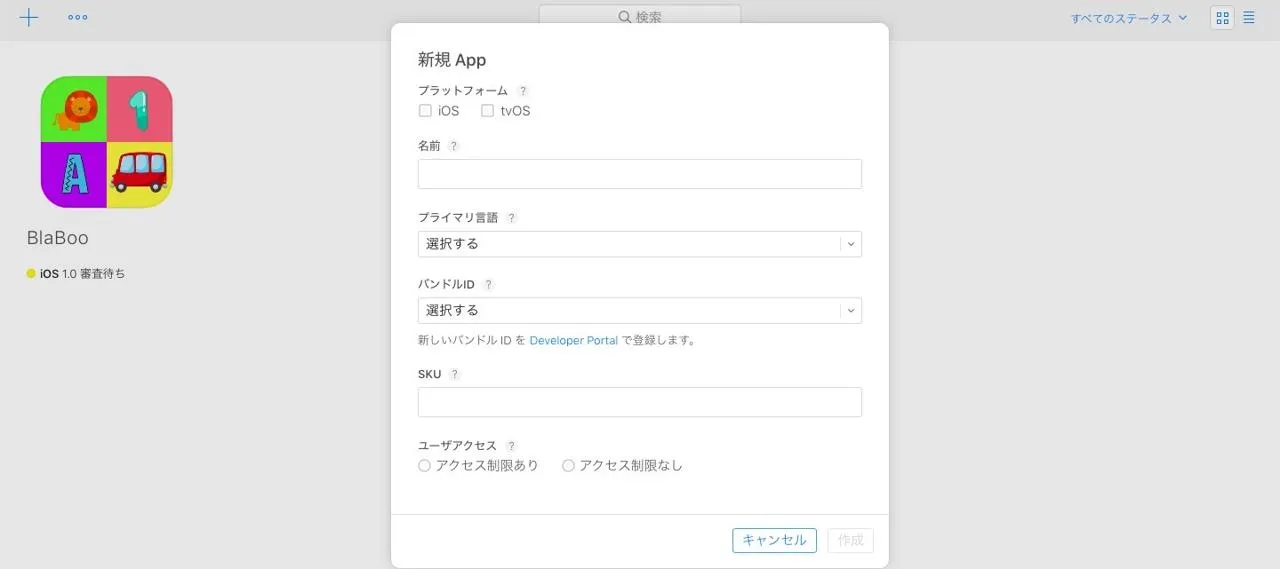 検索
すべてのステータス
1
A
BlaBoo
iOS 1.0 審査待ち
新規 App
プラットフォーム ?
iOS tvOS
名前 ?
プライマリ言語 ?
選択する
バンドルID ?
選択する
新しいバンドル ID を Developer Portal で登録します。
SKU ?
ユーザアクセス ?
アクセス制限あり アクセス制限なし
キャンセル 作成